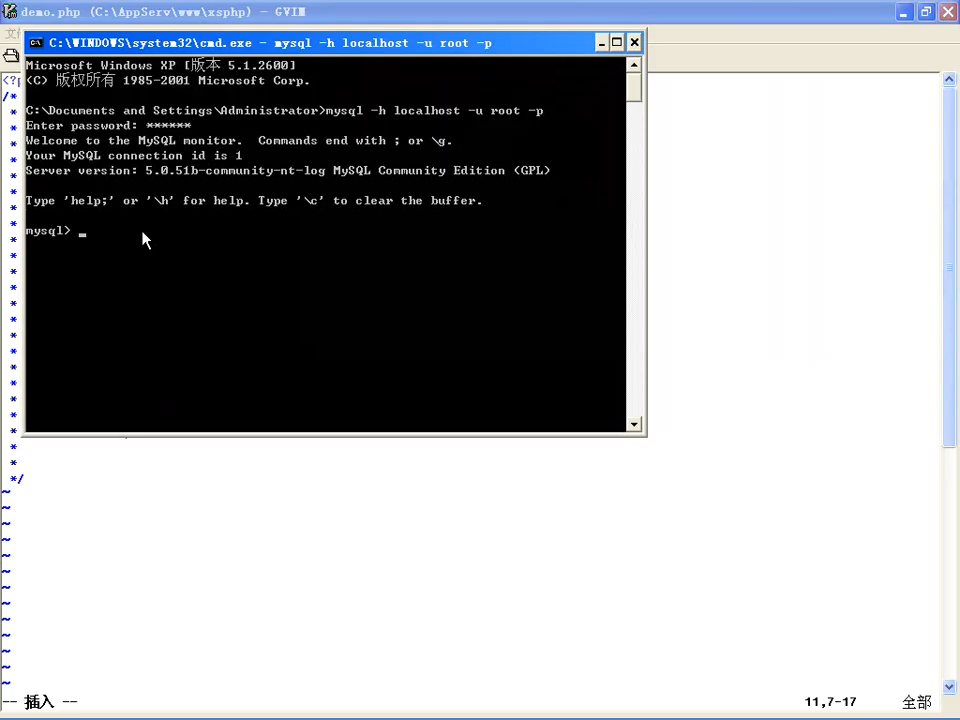 demo.php (C:\AppServ\www\xsphp) - GVIM
C:\WINDOWS\system32\cmd.exe - mysql -h localhost -u root -p
Microsoft Windows XP [版本 5.1.2600]
(C) 版权所有 1985-2001 Microsoft Corp.
C:\Documents and Settings\Administrator>mysql -h localhost -u root -p
Enter password: ******
Welcome to the MySQL monitor.  Commands end with ; or \g.
Your MySQL connection id is 1
Server version: 5.0.51b-community-nt-log MySQL Community Edition (GPL)
Type 'help;' or '\h' for help. Type '\c' to clear the buffer.
mysql> _
/*
*/
-- 插入 --
11,7-17
全部